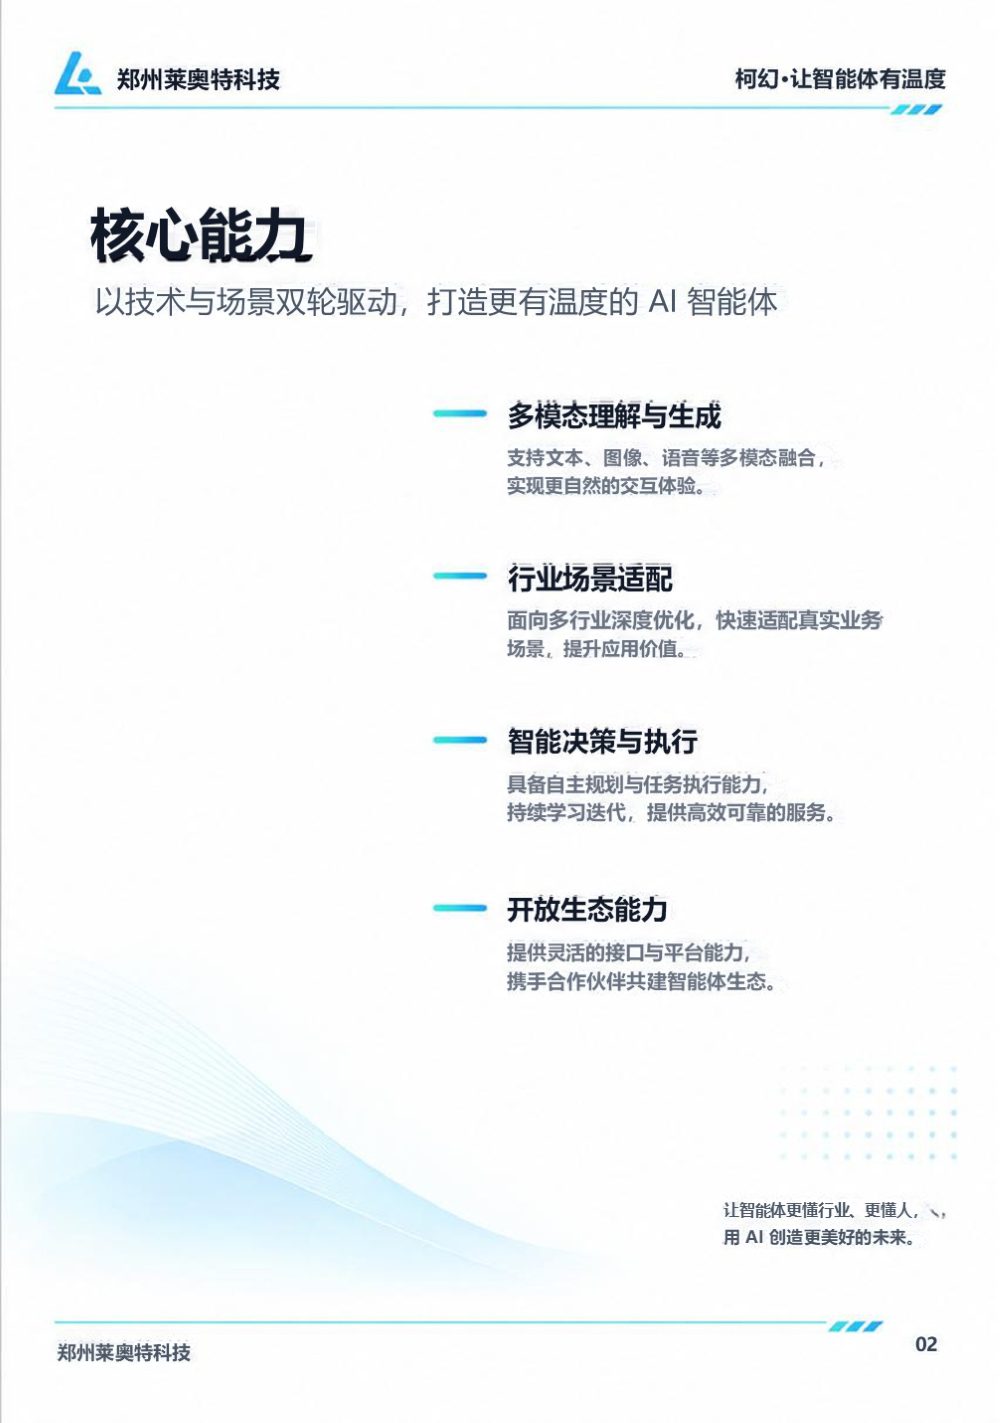 郑州莱奥特科技
柯幻·让智能体有温度
核心能力
以技术与场景双轮驱动，打造更有温度的 AI 智能体
多模态理解与生成
支持文本、图像、语音等多模态融合，
实现更自然的交互体验。
行业场景适配
面向多行业深度优化，快速适配真实业务
场景，提升应用价值。
智能决策与执行
具备自主规划与任务执行能力，
持续学习迭代，提供高效可靠的服务。
开放生态能力
提供灵活的接口与平台能力，
携手合作伙伴共建智能体生态。
让智能体更懂行业、更懂人，
用 AI 创造更美好的未来。
郑州莱奥特科技
02